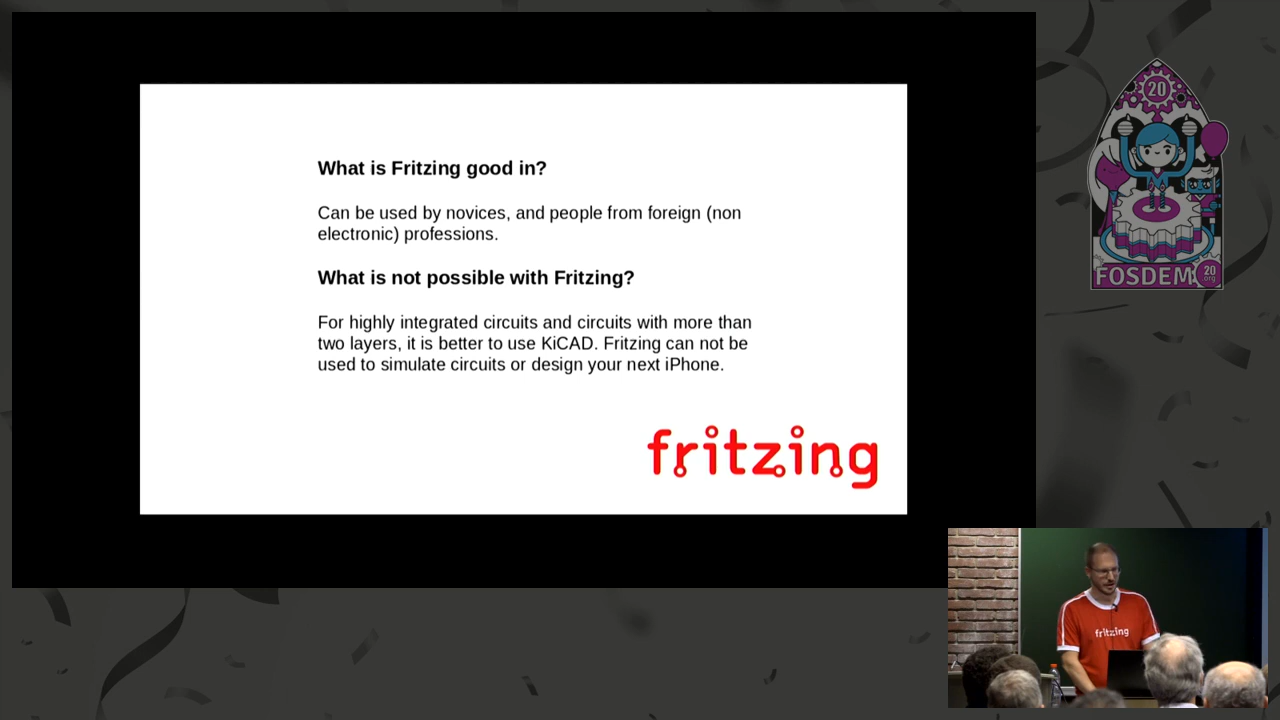 What is Fritzing good in?
Can be used by novices, and people from foreign (non
electronic) professions.
What is not possible with Fritzing?
For highly integrated circuits and circuits with more than
two layers, it is better to use KiCAD. Fritzing can not be
used to simulate circuits or design your next iPhone.
fritzing
20
FOSDEM
20
.org
fritzing